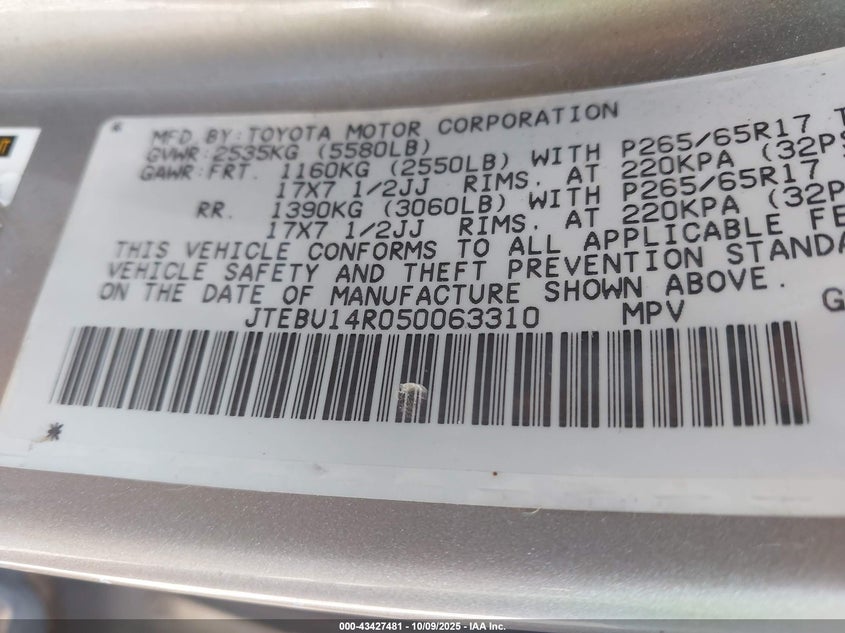 MFD.BY:TOYOTA MOTOR CORPORATION
GVWR:2535KG (5580LB)
GAWR:FRT. 1160KG (2550LB) WITH P265/65R17
17X7 1/2JJ RIMS. AT 220KPA (32PS
RR. 1390KG (3060LB) WITH P265/65R17
17X7 1/2JJ RIMS. AT 220KPA (32P
THIS VEHICLE CONFORMS TO ALL APPLICABLE FE
VEHICLE SAFETY AND THEFT PREVENTION STANDA
ON THE DATE OF MANUFACTURE SHOWN ABOVE.
JTEBU14R050063310 MPV G
000-43427481 - 10/09/2025 - IAA Inc.